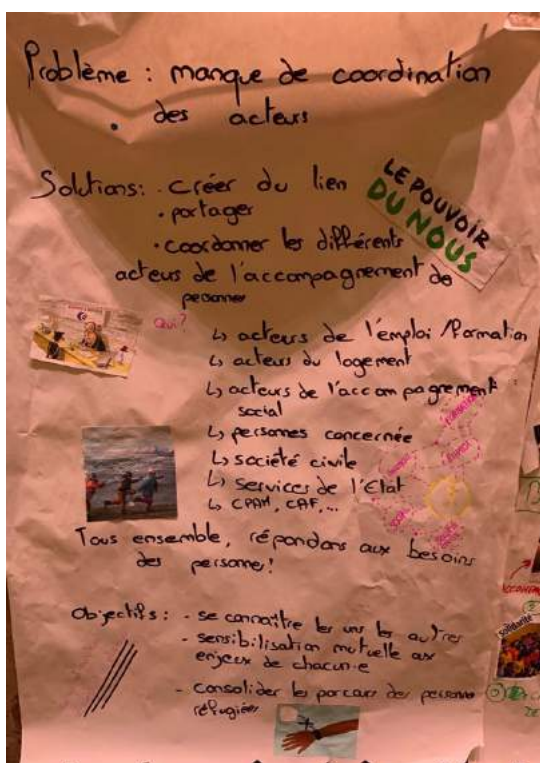 Problème : manque de coordination
des acteurs
Solutions: . créer du lien
. partager
. coordonner les différents
acteurs de l'accompagnement de
personnes
LE POUVOIR
DU NOUS
Qui?
↳ acteurs de l'emploi / Formation
↳ acteurs du logement
↳ acteurs de l'accompagnement
social
↳ personnes concernée
↳ société civile
↳ Services de l'Etat
↳ CPAM, CAF, ...
Tous ensemble, répondons aux besoins
des personnes!
Objectifs : - se connaître les uns les autres
- sensibilisation mutuelle aux
enjeux de chacun·e
- consolider les parcours des personnes
réfugiées
Solidarité